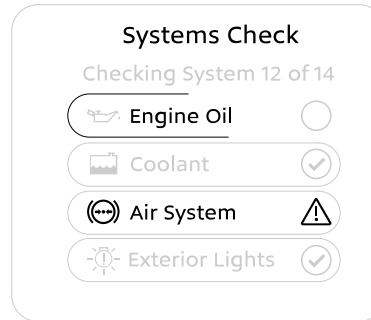 Systems Check
Checking System 12 of 14
Engine Oil
Coolant
Air System
Exterior Lights